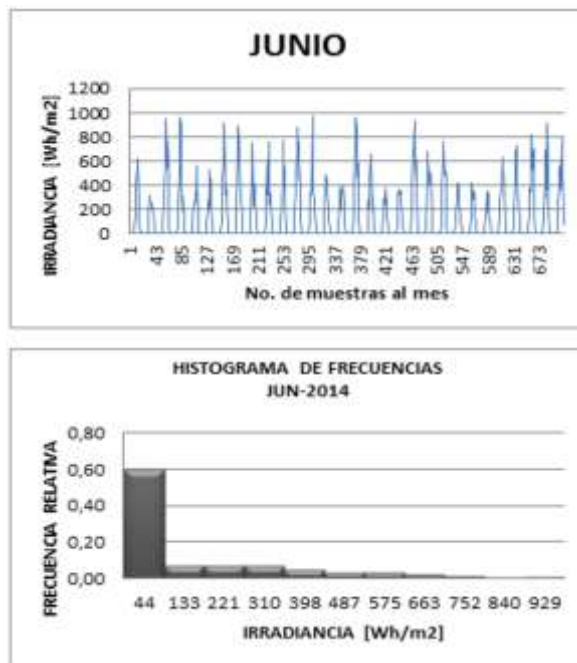 JUNIO
IRRADIANCIA [Wh/m2]
1200
1000
800
600
400
200
0
1 43 85 127 169 211 253 295 337 379 421 463 505 547 589 631 673
No. de muestras al mes
HISTOGRAMA DE FRECUENCIAS
JUN-2014
FRECUENCIA RELATIVA
0,80
0,60
0,40
0,20
0,00
44 133 221 310 398 487 575 663 752 840 929
IRRADIANCIA [Wh/m2]